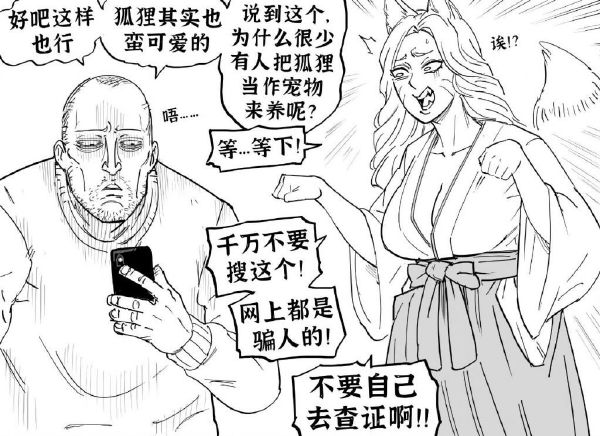 好吧这样
也行
狐狸其实也
蛮可爱的
说到这个，
为什么很少
有人把狐狸
当作宠物
来养呢？
诶！？
唔……
等…等下！
千万不要
搜这个！
网上都是
骗人的！
不要自己
去查证啊！！